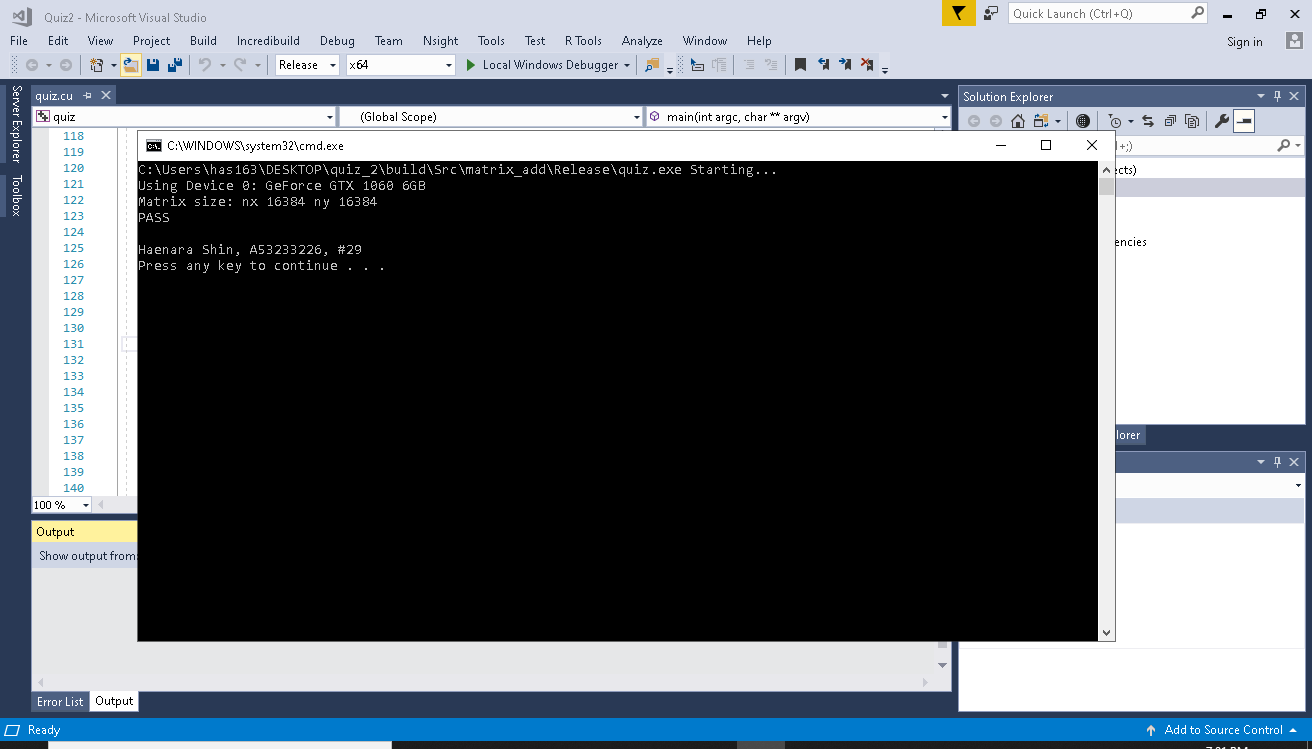 Quiz2 - Microsoft Visual Studio
Quick Launch (Ctrl+Q)
File Edit View Project Build Incredibuild Debug Team Nsight Tools Test R Tools Analyze Window Help
Sign in
Release x64 Local Windows Debugger
Server Explorer
Toolbox
quiz.cu
quiz (Global Scope) main(int argc, char ** argv)
Solution Explorer
118
119
120
121
122
123
124
125
126
127
128
129
130
131
132
133
134
135
136
137
138
139
140
C:\WINDOWS\system32\cmd.exe
C:\Users\has163\DESKTOP\quiz_2\build\Src\matrix_add\Release\quiz.exe Starting...
Using Device 0: GeForce GTX 1060 6GB
Matrix size: nx 16384 ny 16384
PASS
Haenara Shin, A53233226, #29
Press any key to continue . . .
+;)
ects)
encies
lorer
100 %
Output
Show output from:
Error List Output
Ready
Add to Source Control